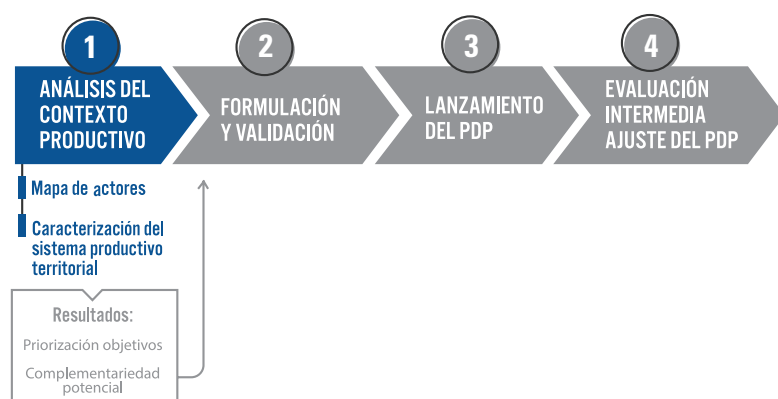 1
ANÁLISIS DEL
CONTEXTO
PRODUCTIVO
2
FORMULACIÓN
Y VALIDACIÓN
3
LANZAMIENTO
DEL PDP
4
EVALUACIÓN
INTERMEDIA
AJUSTE DEL PDP
Mapa de actores
Caracterización del
sistema productivo
territorial
Resultados:
Priorización objetivos
Complementariedad
potencial